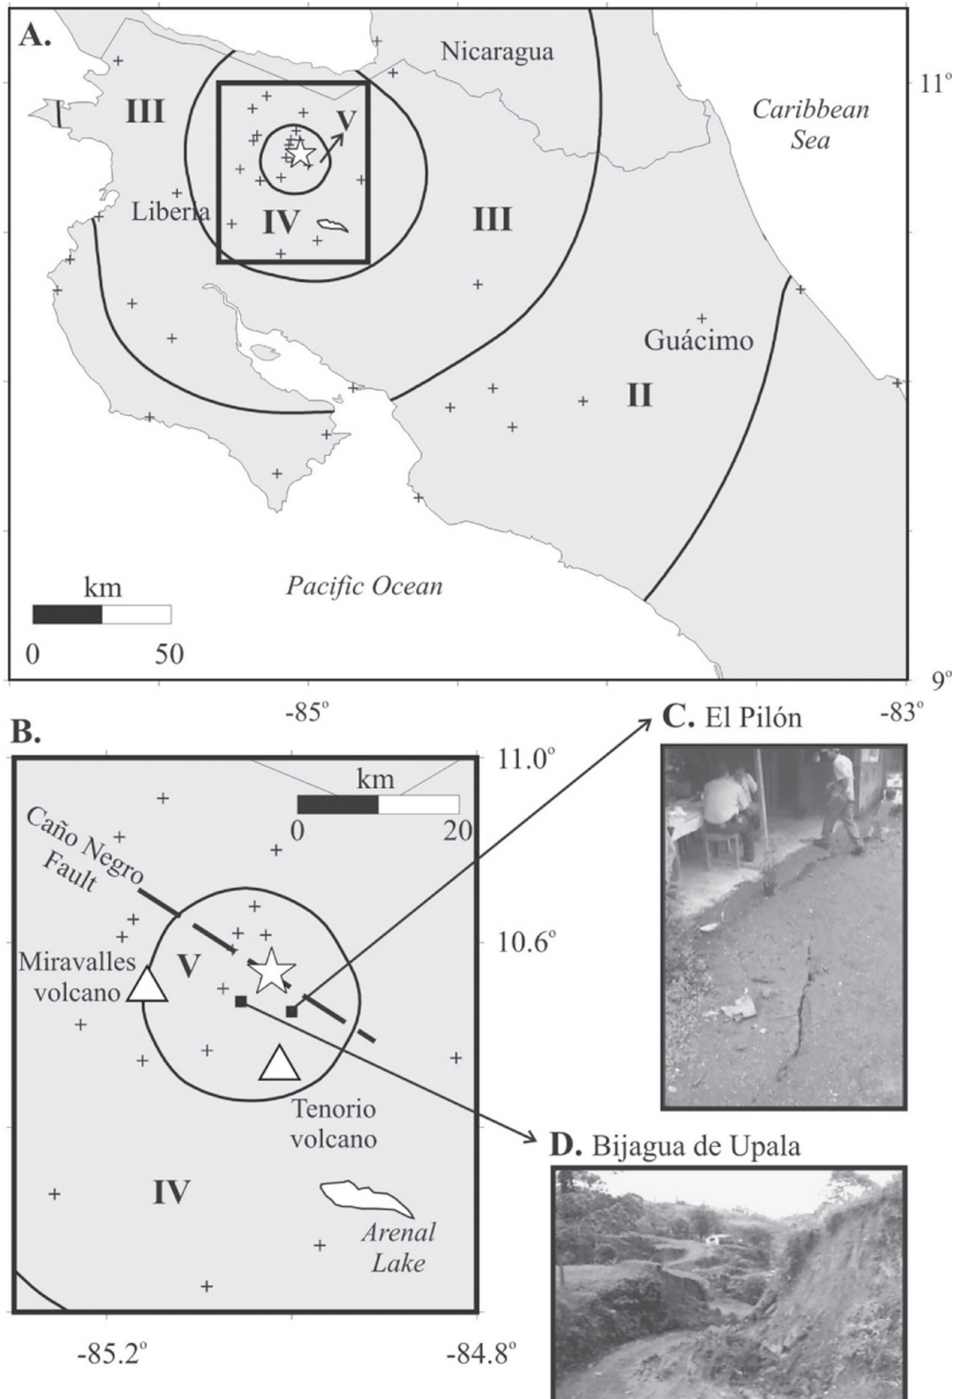 A.
Nicaragua
11°
Caribbean
Sea
III
V
Liberia
IV
III
Guácimo
II
km
0 50
Pacific Ocean
9°
-85°
-83°
B.
C. El Pilón
11.0°
km
0 20
Caño Negro
Fault
10.6°
Miravalles
volcano
V
Tenorio
volcano
D. Bijagua de Upala
IV
Arenal
Lake
-85.2°
-84.8°